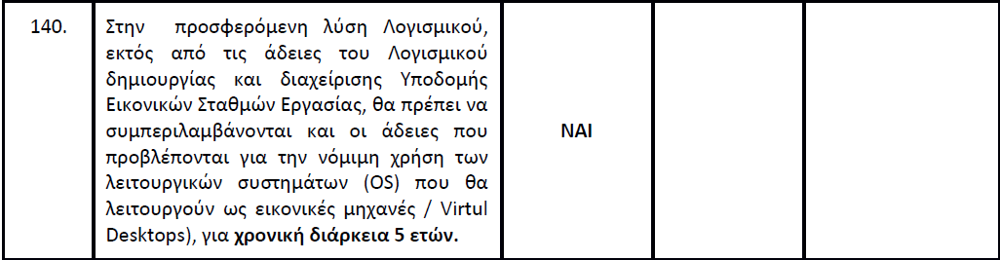 140.
Στην προσφερόμενη λύση Λογισμικού,
εκτός από τις άδειες του Λογισμικού
δημιουργίας και διαχείρισης Υποδομής
Εικονικών Σταθμών Εργασίας, θα πρέπει να
συμπεριλαμβάνονται και οι άδειες που
προβλέπονται για την νόμιμη χρήση των
λειτουργικών συστημάτων (OS) που θα
λειτουργούν ως εικονικές μηχανές / Virtul
Desktops), για χρονική διάρκεια 5 ετών.
ΝΑΙ